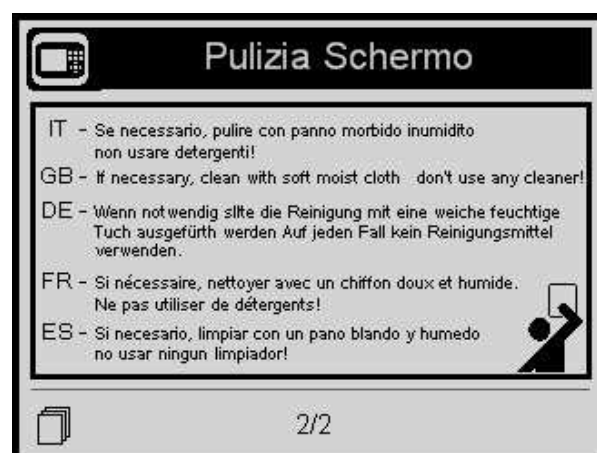 Pulizia Schermo
IT - Se necessario, pulire con panno morbido inumidito
non usare detergenti!
GB - If necessary, clean with soft moist cloth don't use any cleaner!
DE - Wenn notwendig sllte die Reinigung mit eine weiche feuchtige
Tuch ausgefürth werden Auf jeden Fall kein Reinigungsmittel
verwenden.
FR - Si nécessaire, nettoyer avec un chiffon doux et humide.
Ne pas utiliser de détergents!
ES - Si necesario, limpiar con un pano blando y humedo
no usar ningun limpiador!
2/2